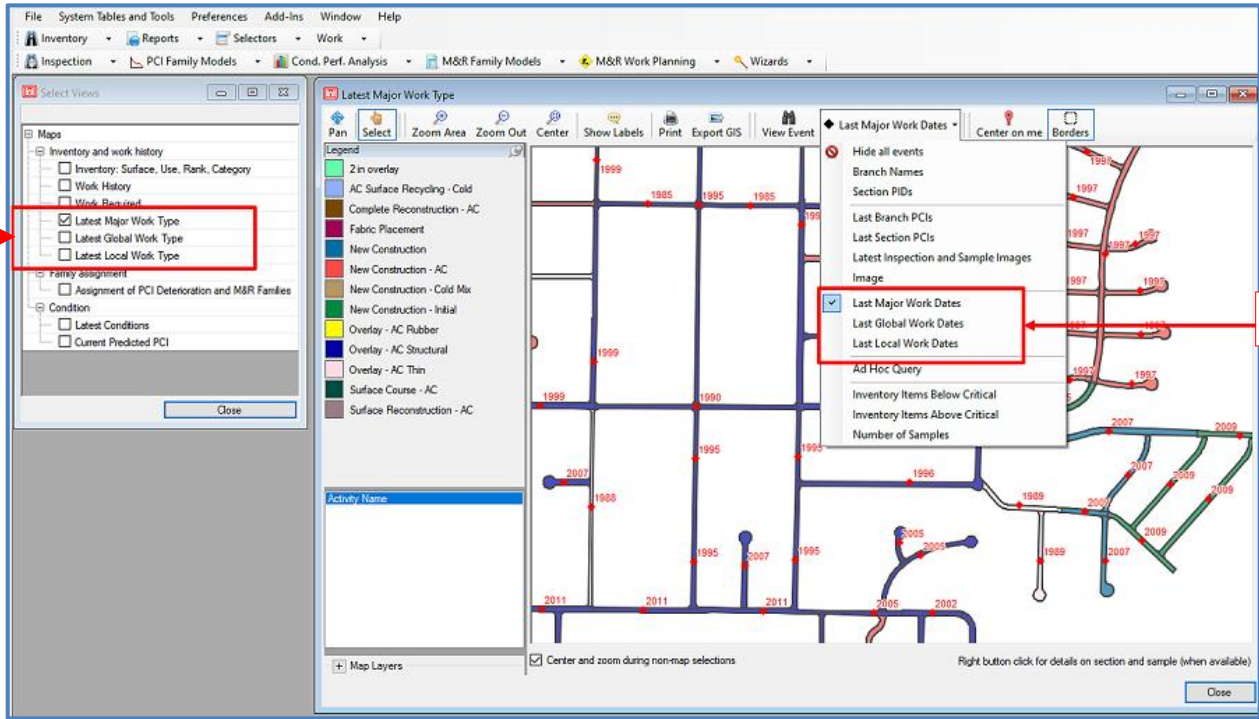 File System Tables and Tools Preferences Add-Ins Window Help
Inventory Reports Selectors Work
Inspection PCI Family Models Cond. Perf. Analysis M&R Family Models M&R Work Planning Wizards
Select Views
Maps
Inventory and work history
Inventory: Surface, Use, Rank, Category
Work History
Work Required
Latest Major Work Type
Latest Global Work Type
Latest Local Work Type
Family assignment
Assignment of PCI Deterioration and M&R Families
Condition
Latest Conditions
Current Predicted PCI
Close
Latest Major Work Type
Pan Select Zoom Area Zoom Out Center Show Labels Print Export GIS View Event Last Major Work Dates Center on me Borders
Legend
2 in overlay
AC Surface Recycling - Cold
Complete Reconstruction - AC
Fabric Placement
New Construction
New Construction - AC
New Construction - Cold Mix
New Construction - Initial
Overlay - AC Rubber
Overlay - AC Structural
Overlay - AC Thin
Surface Course - AC
Surface Reconstruction - AC
Activity Name
Map Layers
Hide all events
Branch Names
Section PIDs
Last Branch PCIs
Last Section PCIs
Latest Inspection and Sample Images
Image
Last Major Work Dates
Last Global Work Dates
Last Local Work Dates
Ad Hoc Query
Inventory Items Below Critical
Inventory Items Above Critical
Number of Samples
1999
1997
1985 1995 1985
1997
1997
1997 1997
1997 1997
1999
1997 1997
1999 1990
2007 2009
1995 1995
2007 1996 2007 2009
1988 1989 2009
2005 2009
2005
1995 2007 1995 1989 2007
2011 2011 2011 2005 2002
Center and zoom during non-map selections
Right button click for details on section and sample (when available)
Close